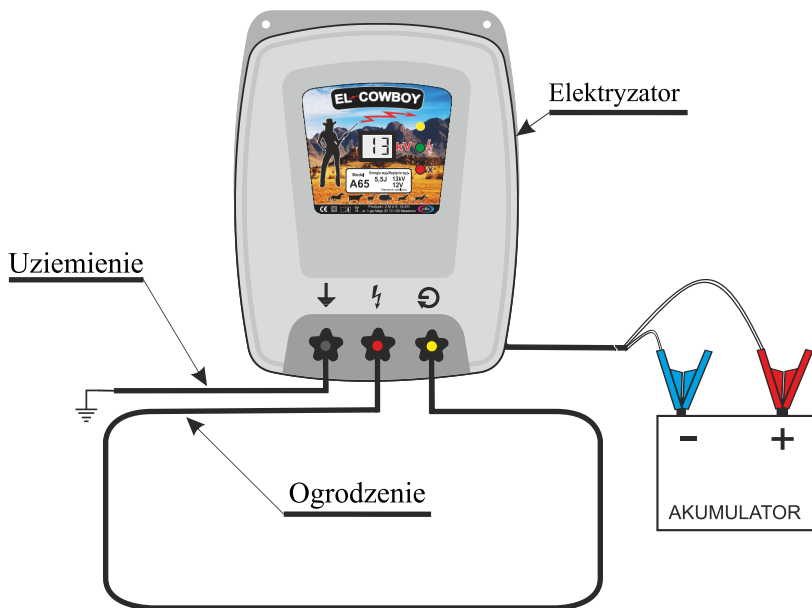 EL-COWBOY
Elektryzator
13 kV
Model
A65
5,5J 13kV
12V
Uziemienie
Ogrodzenie
- +
AKUMULATOR